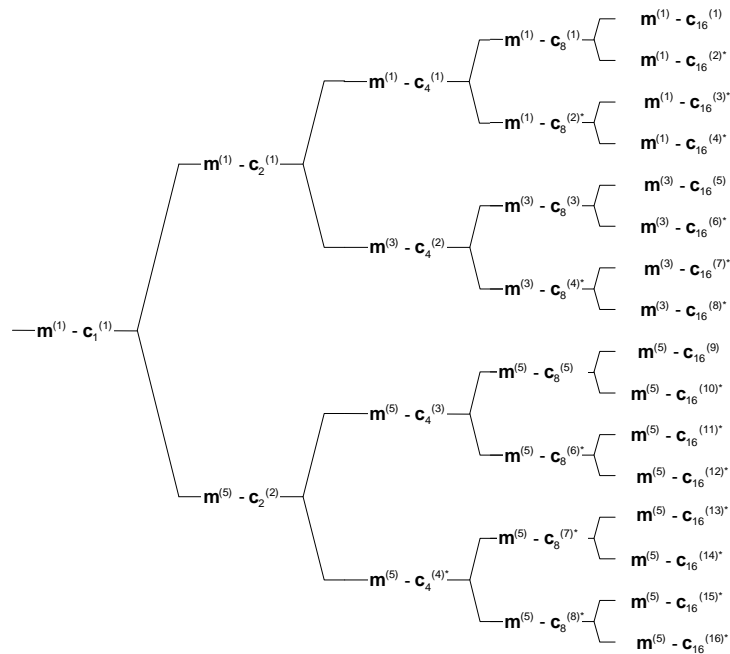 m(1) - c16(1)
m(1) - c8(1)
m(1) - c16(2)*
m(1) - c4(1)
m(1) - c16(3)*
m(1) - c8(2)*
m(1) - c16(4)*
m(1) - c2(1)
m(3) - c16(5)
m(3) - c8(3)
m(3) - c16(6)*
m(3) - c4(2)
m(3) - c16(7)*
m(3) - c8(4)*
m(3) - c16(8)*
m(1) - c1(1)
m(5) - c16(9)
m(5) - c8(5)
m(5) - c16(10)*
m(5) - c4(3)
m(5) - c16(11)*
m(5) - c8(6)*
m(5) - c16(12)*
m(5) - c2(2)
m(5) - c16(13)*
m(5) - c8(7)*
m(5) - c16(14)*
m(5) - c4(4)*
m(5) - c16(15)*
m(5) - c8(8)*
m(5) - c16(16)*